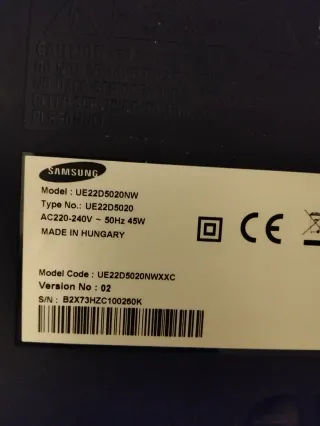 CAUTION
SAMSUNG
Model : UE22D5020NW
Type No.: UE22D5020
AC220-240V ~ 50Hz 45W
MADE IN HUNGARY
CE
Model Code : UE22D5020NWXXC
Version No : 02
S/N : B2X73HZC100260K